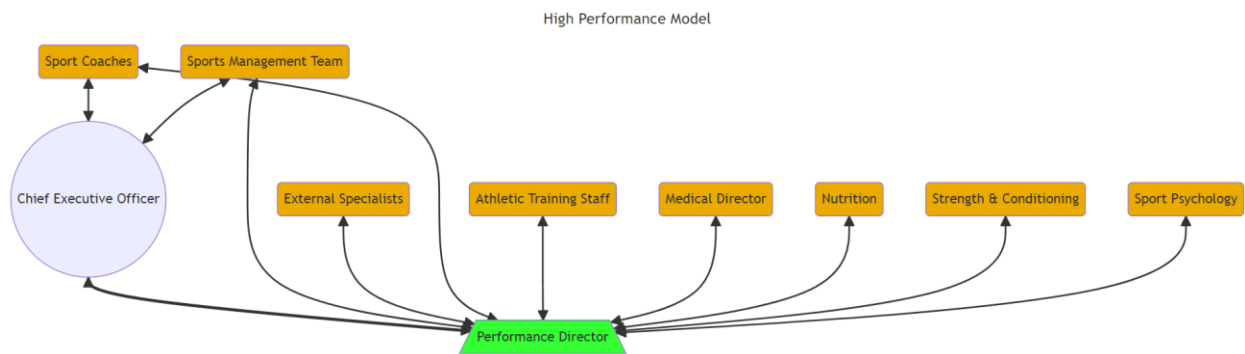 High Performance Model
Sport Coaches
Sports Management Team
Chief Executive Officer
External Specialists
Athletic Training Staff
Medical Director
Nutrition
Strength & Conditioning
Sport Psychology
Performance Director